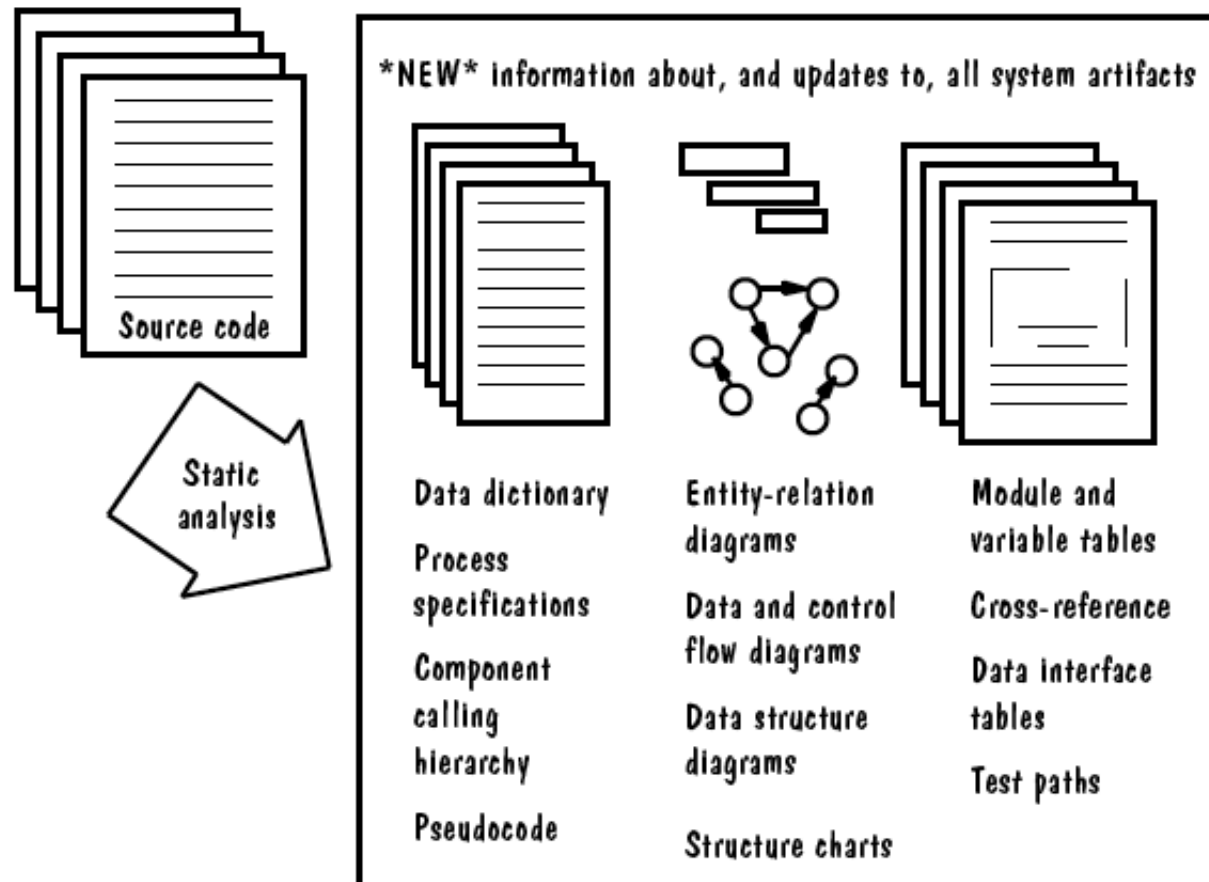 *NEW* information about, and updates to, all system artifacts
Source code
Static
analysis
Data dictionary
Process
specifications
Component
calling
hierarchy
Pseudocode
Entity-relation
diagrams
Data and control
flow diagrams
Data structure
diagrams
Structure charts
Module and
variable tables
Cross-reference
Data interface
tables
Test paths